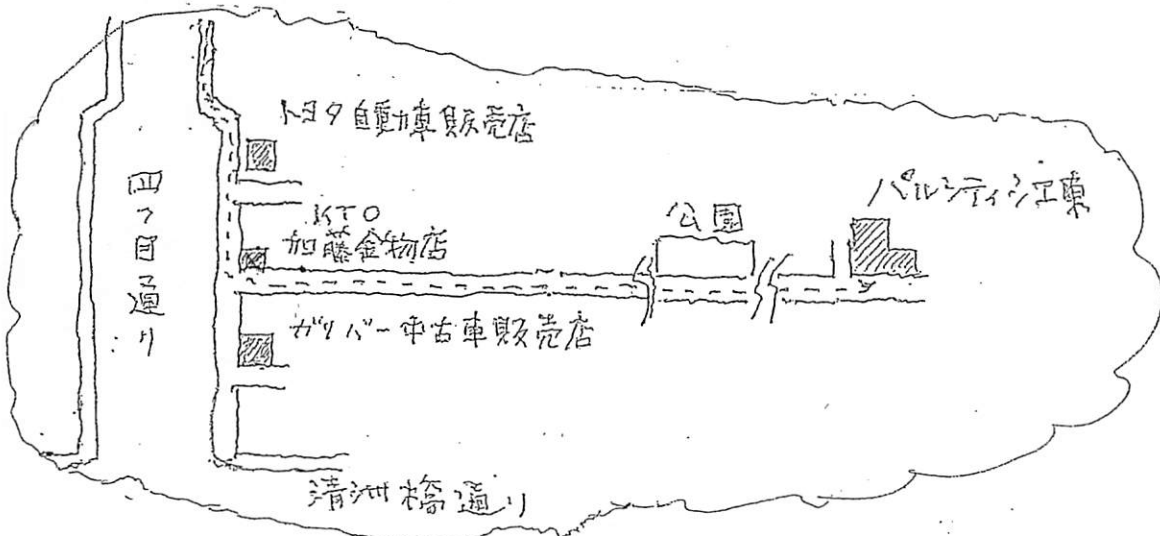 トヨタ自動車販売店
四つ目通り
KTO
加藤金物店
公園
パルシティ江東
ガリバー中古車販売店
清洲橋通り